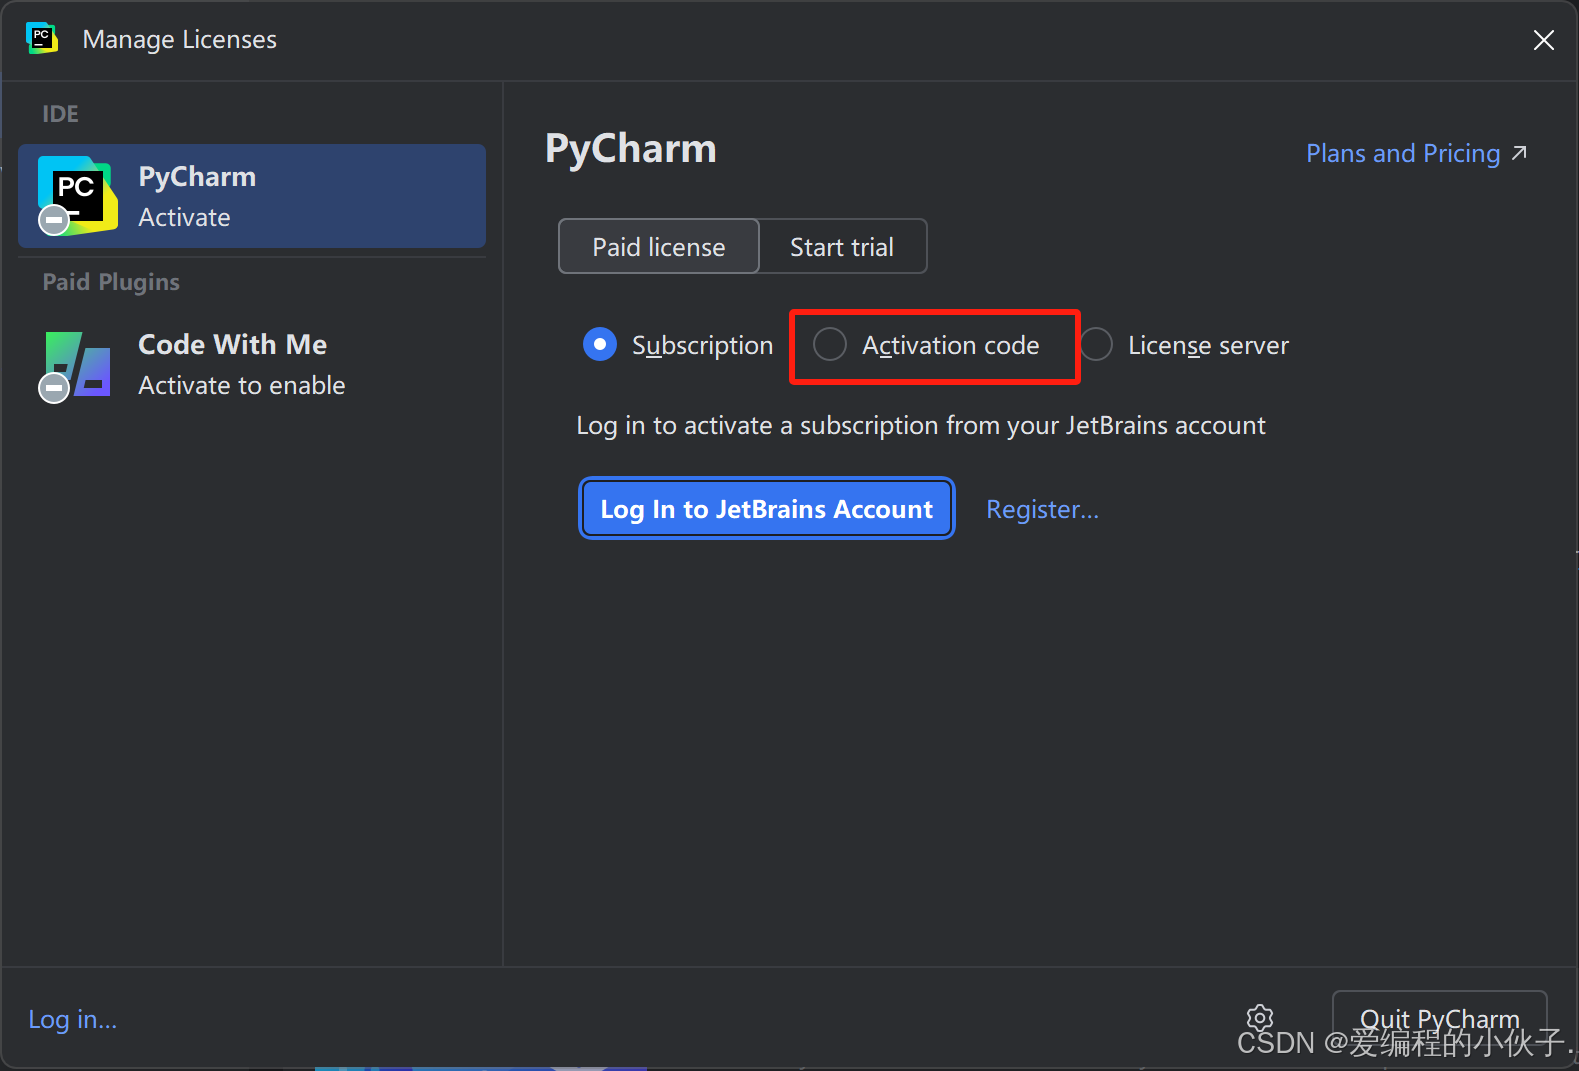 PC
Manage Licenses
IDE
PC
PyCharm
Activate
Paid Plugins
Code With Me
Activate to enable
PyCharm
Plans and Pricing ↗
Paid license
Start trial
Subscription
Activation code
License server
Log in to activate a subscription from your JetBrains account
Log In to JetBrains Account
Register...
Log in...
Quit PyCharm
CSDN @爱编程的小伙子.